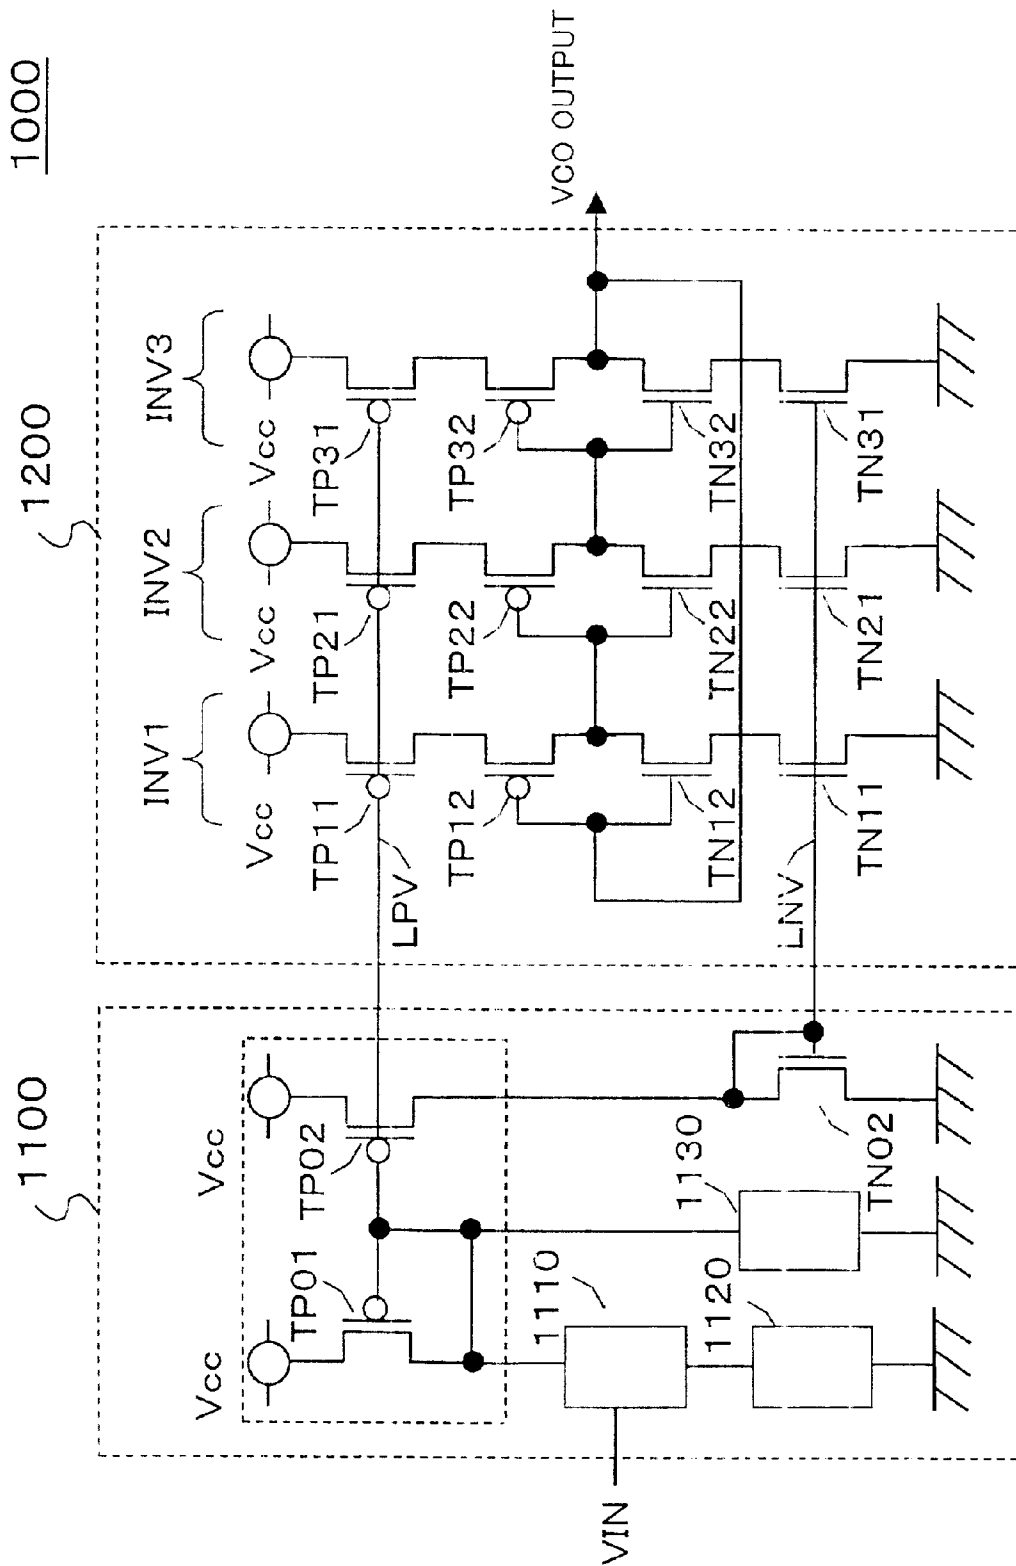 1000
1100
1200
INV1
INV2
INV3
Vcc
Vcc
Vcc
Vcc
Vcc
TP01
TP02
TP11
TP21
TP31
LPV
TP12
TP22
TP32
VCO OUTPUT
VIN
1110
1120
1130
TN12
TN22
TN32
LNV
TN02
TN11
TN21
TN31